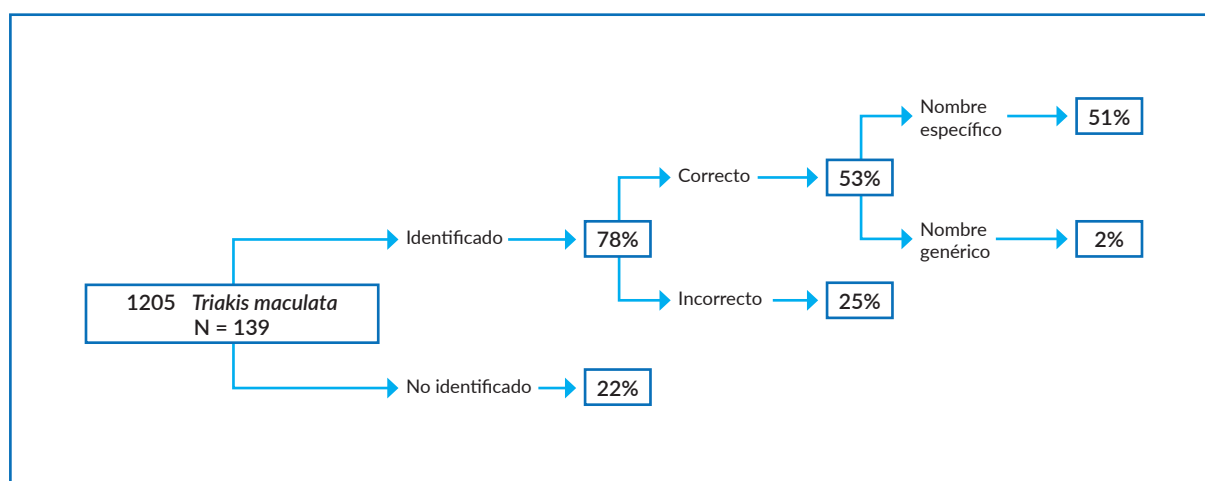 Nombre
específico
51%
Correcto
53%
Identificado
78%
Nombre
genérico
2%
1205 Triakis maculata
N = 139
Incorrecto
25%
No identificado
22%